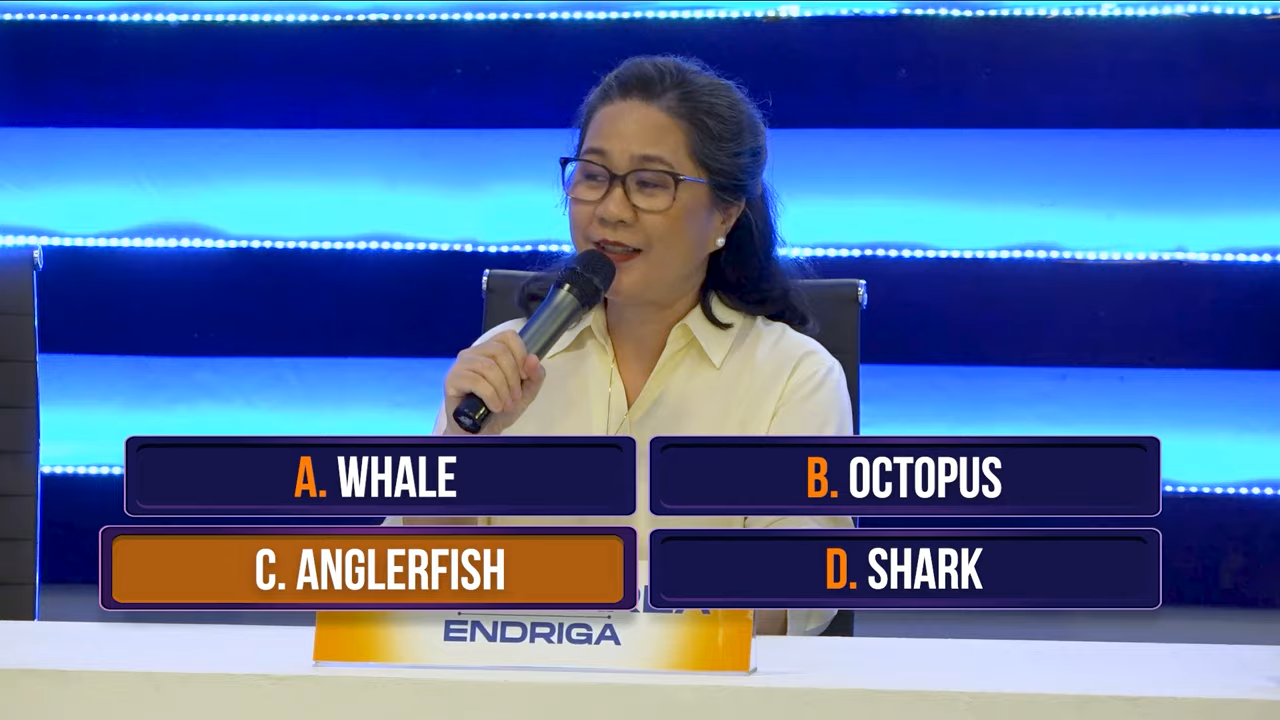 A. WHALE
B. OCTOPUS
C. ANGLERFISH
D. SHARK
ENDRIGA